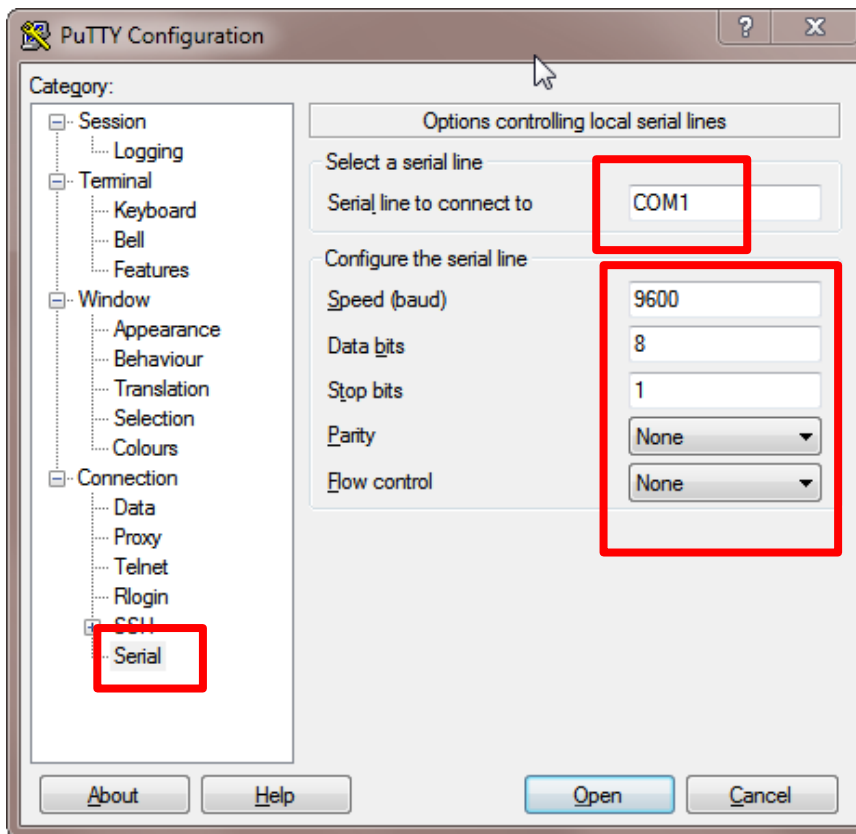 PuTTY Configuration
Category:
Session
Logging
Terminal
Keyboard
Bell
Features
Window
Appearance
Behaviour
Translation
Selection
Colours
Connection
Data
Proxy
Telnet
Rlogin
SSH
Serial
Options controlling local serial lines
Select a serial line
Serial line to connect to COM1
Configure the serial line
Speed (baud) 9600
Data bits 8
Stop bits 1
Parity None
Flow control None
About Help Open Cancel